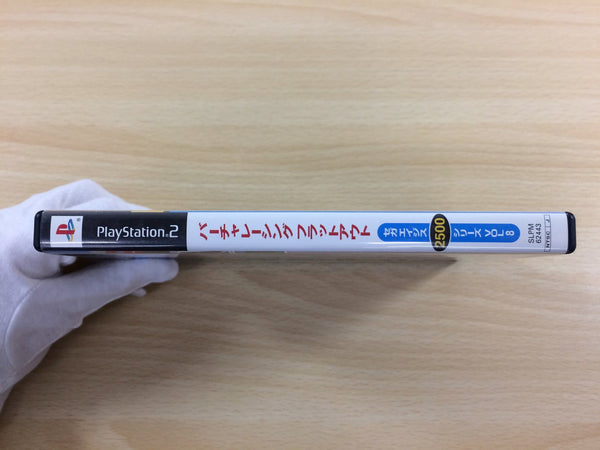 PlayStation 2
バーチャレーシング フラットアウト
セガエイジス 2500 シリーズ VOL 8
SLPM
62443
NTSC J